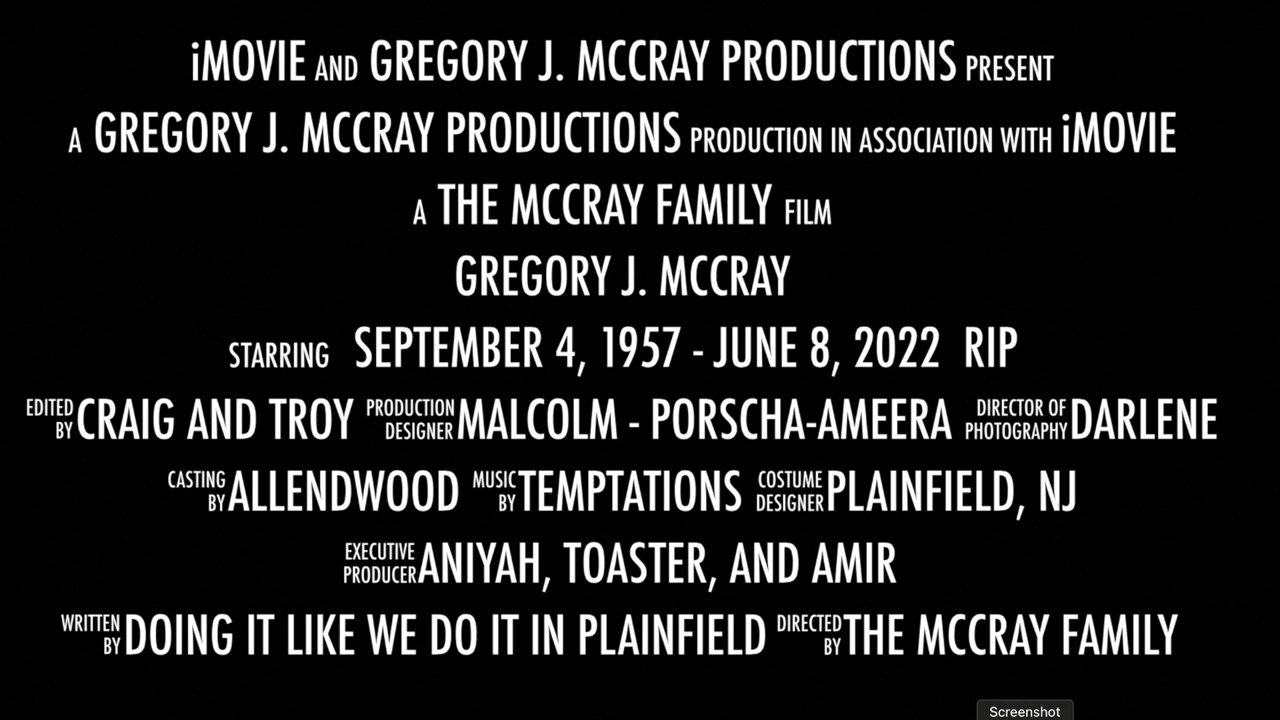 iMOVIE AND GREGORY J. MCCRAY PRODUCTIONS PRESENT
A GREGORY J. MCCRAY PRODUCTIONS PRODUCTION IN ASSOCIATION WITH iMOVIE
A THE MCCRAY FAMILY FILM
GREGORY J. MCCRAY
STARRING SEPTEMBER 4, 1957 - JUNE 8, 2022 RIP
EDITED BY CRAIG AND TROY PRODUCTION DESIGNER MALCOLM - PORSCHA-AMEERA DIRECTOR OF PHOTOGRAPHY DARLENE
CASTING BY ALLENDWOOD MUSIC BY TEMPTATIONS COSTUME DESIGNER PLAINFIELD, NJ
EXECUTIVE PRODUCER ANIYAH, TOASTER, AND AMIR
WRITTEN BY DOING IT LIKE WE DO IT IN PLAINFIELD DIRECTED BY THE MCCRAY FAMILY
Screenshot